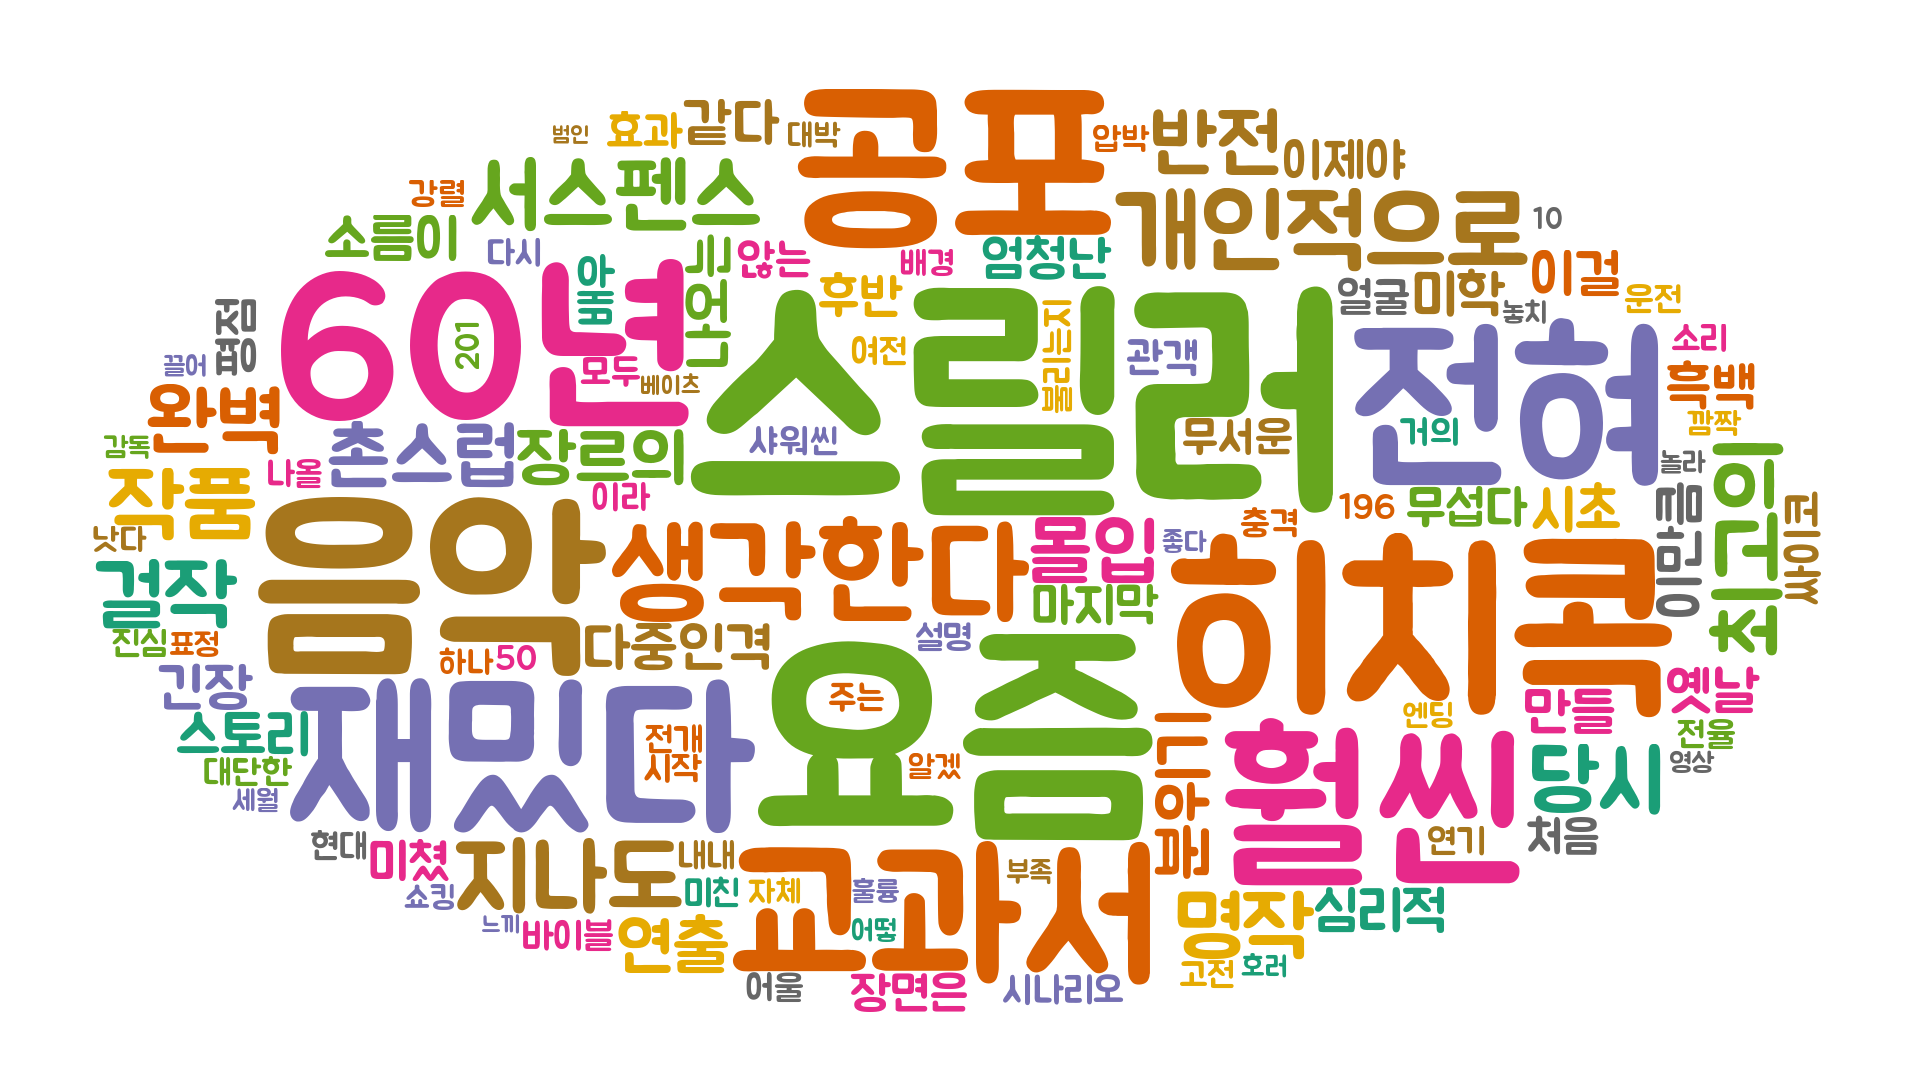 공포
반전
범인
효과
같다
대박
압박
이제야
서스펜스
강렬
개인적으로
소름이
다시
느
않는
배경
엄청난
10
이걸
60년
201
후반
얼굴
미학
놓치
운전
스릴러
평점
끌어
모두
베이츠
여전
관객
전혀
소리
흑백
깜짝
완벽
감독
촌스럽
장르의
샤워씬
무서운
거의
놀라
최고의
작품
나올
이라
196
무섭다
시초
이만큼
낫다
음악
생각한다
몰입
좋다
충격
히치콕
걸작
마지막
진심
표정
하나
50
다중인격
설명
요즘
긴장
재밌다
주는
만들
옛날
스토리
전개
시작
알겠
엔딩
전율
훨씬
당시
영상
대단한
세월
현대
미쳤
지나도
내내
교과서
연기
처음
쇼킹
미친
자체
훌륭
부족
명작
심리적
느끼
바이블
연출
어떻
고전
호러
어울
장면은
시나리오